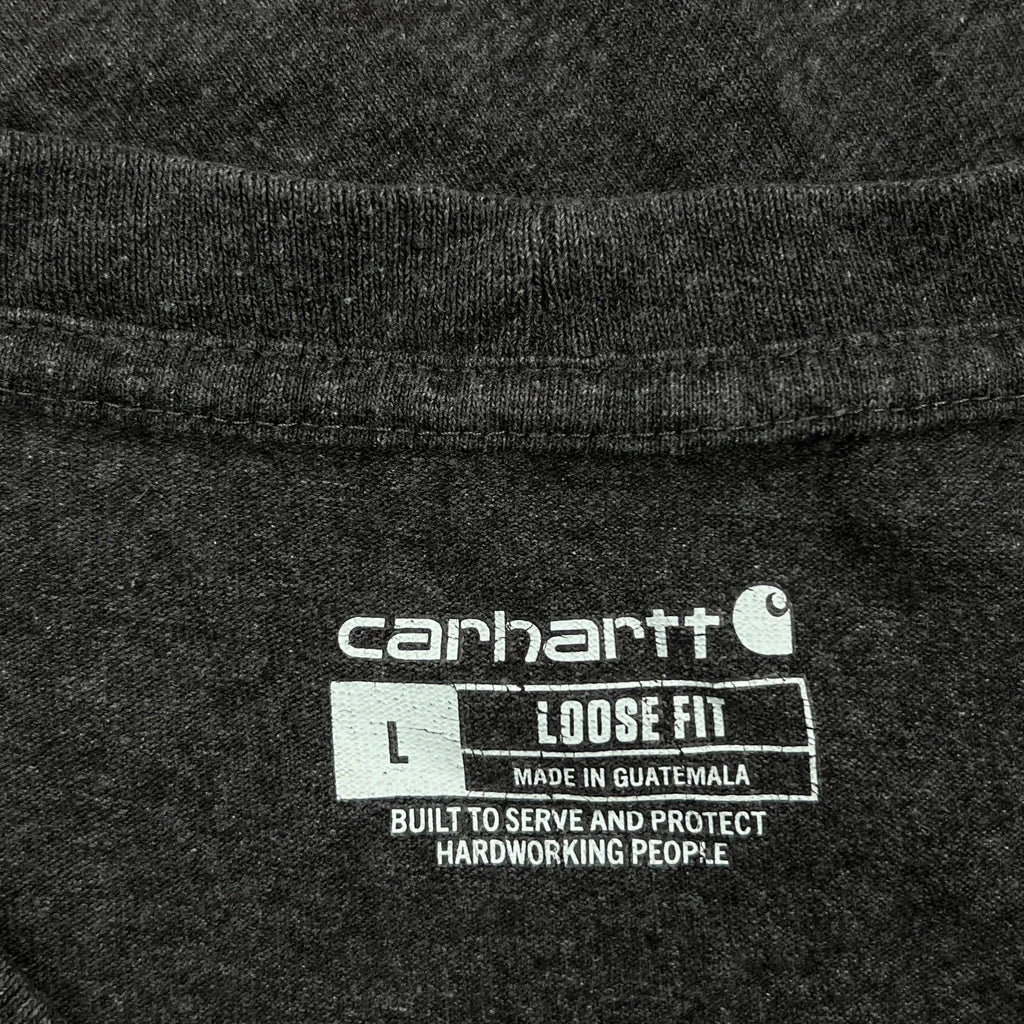 carhartt
L
LOOSE FIT
MADE IN GUATEMALA
BUILT TO SERVE AND PROTECT
HARDWORKING PEOPLE